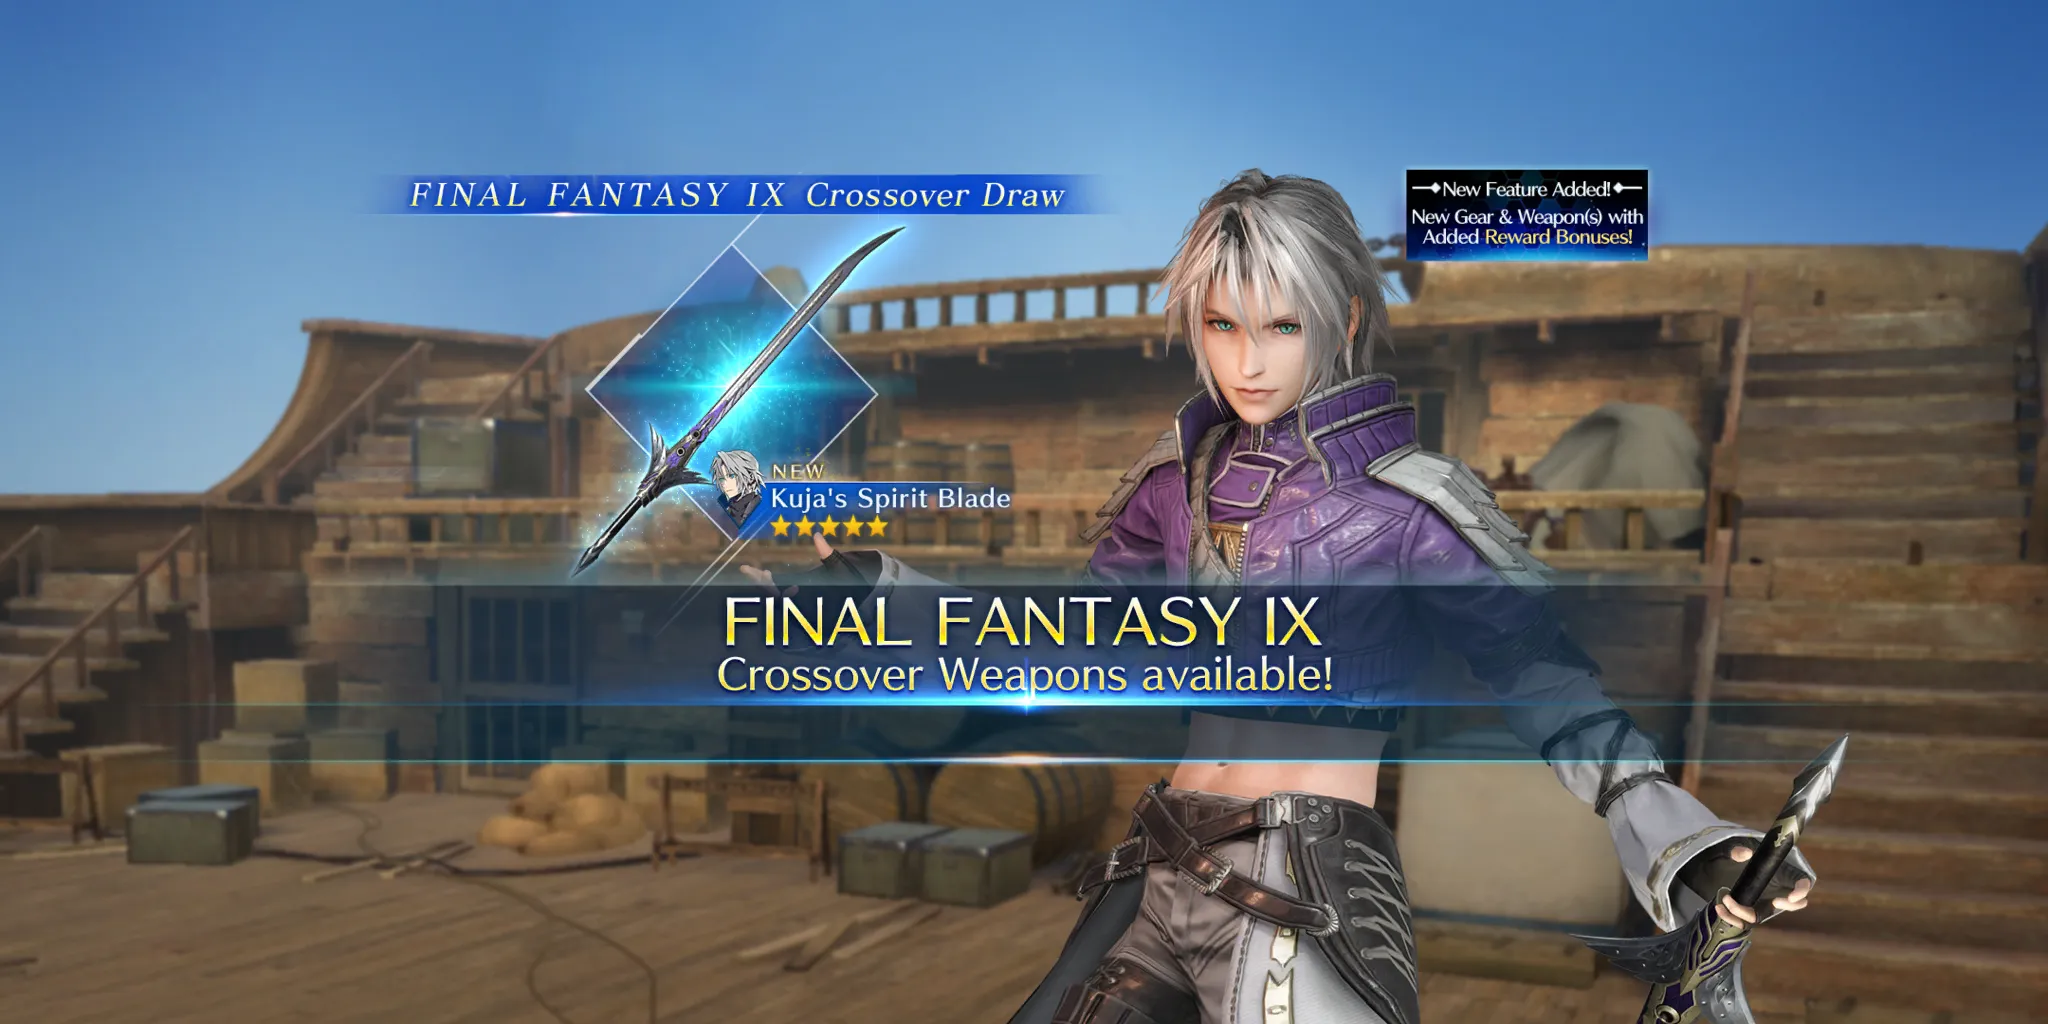 FINAL FANTASY IX Crossover Draw
New Feature Added!
New Gear & Weapon(s) with
Added Reward Bonuses!
NEW
Kuja's Spirit Blade
FINAL FANTASY IX
Crossover Weapons available!